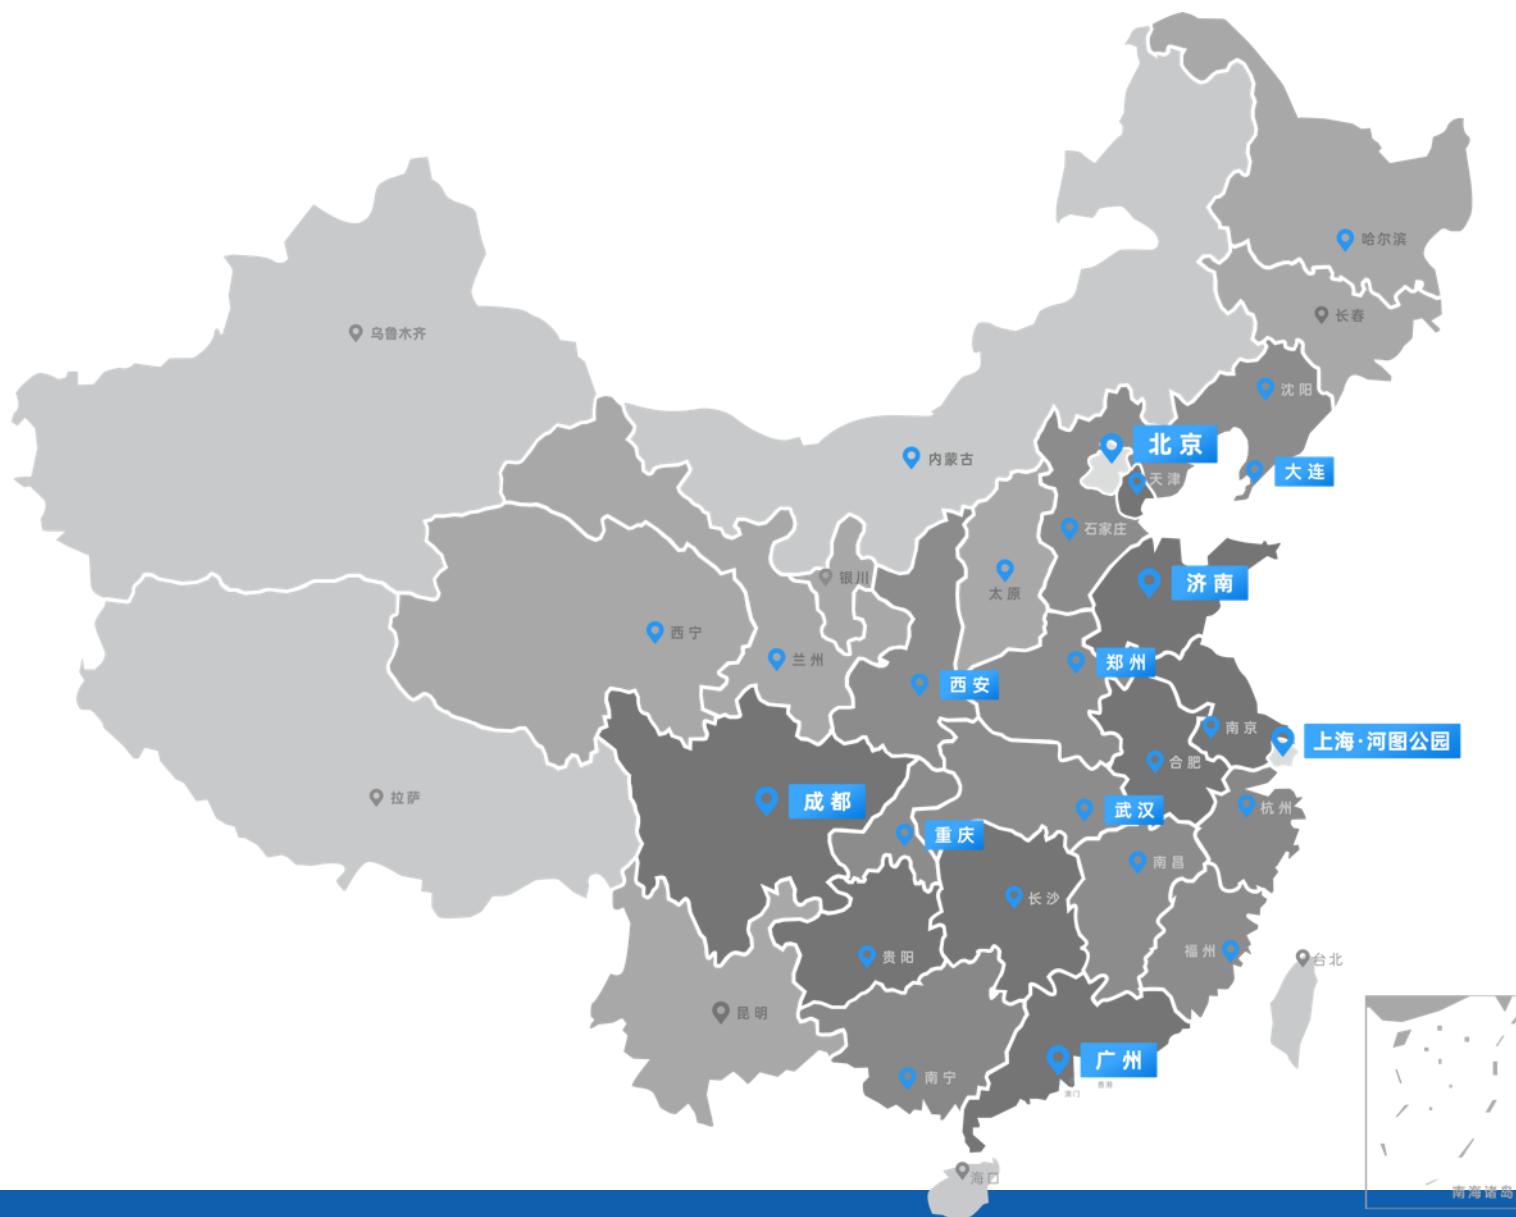 哈尔滨
长春
乌鲁木齐
沈阳
北京
内蒙古
大连
天津
石家庄
银川
济南
太原
西宁
兰州
郑州
西安
南京
上海·河图公园
合肥
拉萨
成都
杭州
武汉
重庆
南昌
长沙
福州
贵阳
台北
昆明
广州
南宁
香港
澳门
海口
南海诸岛